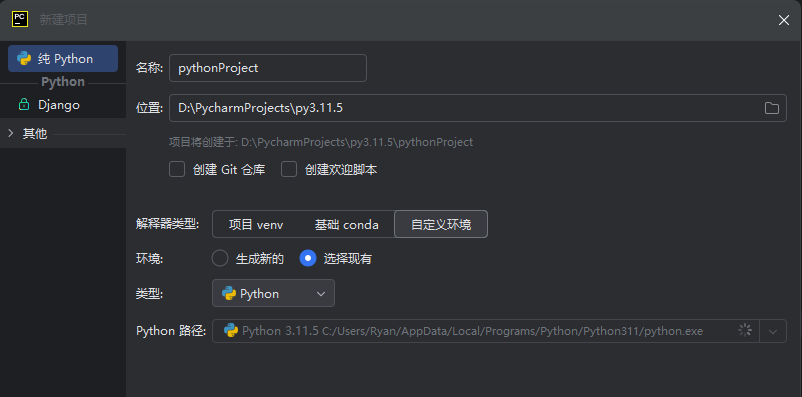 PC 新建项目
纯 Python
Python
Django
其他
名称: pythonProject
位置: D:\PycharmProjects\py3.11.5
项目将创建于: D:\PycharmProjects\py3.11.5\pythonProject
创建 Git 仓库 创建欢迎脚本
解释器类型: 项目 venv 基础 conda 自定义环境
环境: 生成新的 选择现有
类型: Python
Python 路径: Python 3.11.5 C:/Users/Ryan/AppData/Local/Programs/Python/Python311/python.exe